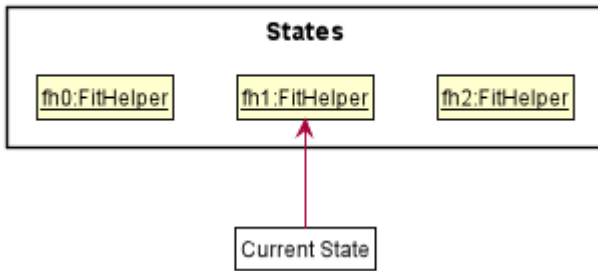 States
fh0:FitHelper
fh1:FitHelper
fh2:FitHelper
Current State